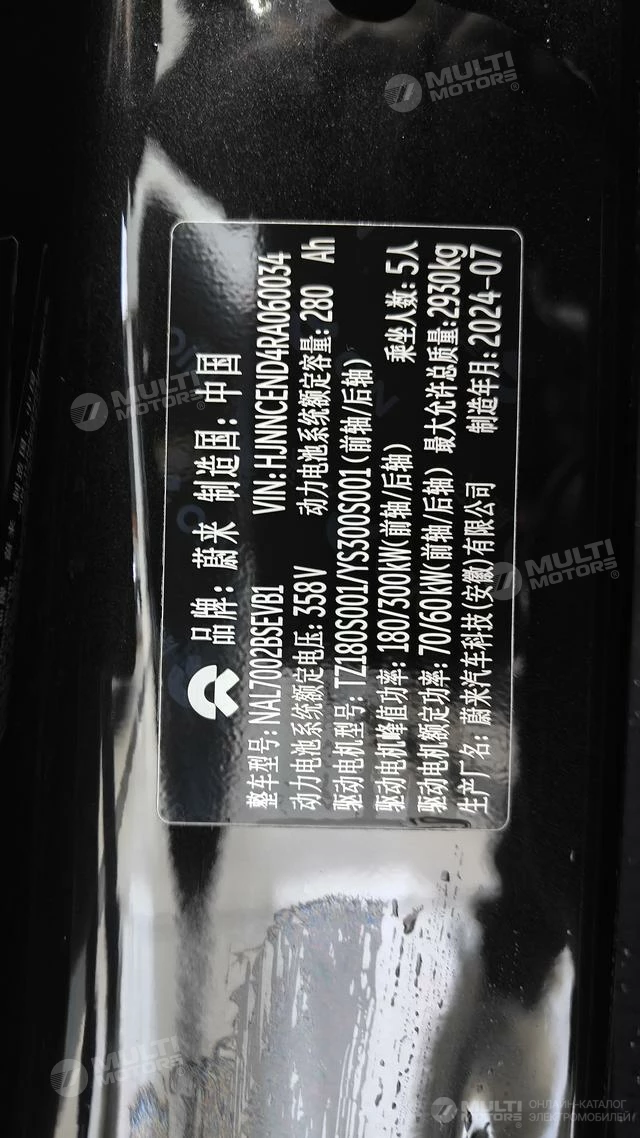 品牌：蔚来 制造国：中国
整车型号：NAL7002BSEVB1 VIN：HJNNCEND4RA060034
动力电池系统额定电压：358V 动力电池系统额定容量：280 Ah
驱动电机型号：TZ180S001/YS300S001（前轴/后轴）
驱动电机峰值功率：180/300kW(前轴/后轴) 乘坐人数：5人
驱动电机额定功率：70/60kW(前轴/后轴) 最大允许总质量：2930kg
生产厂名：蔚来汽车科技(安徽)有限公司 制造年月：2024-07
MULTI
MOTORS®
MULTI
MOTORS®
MULTI
MOTORS®
MULTI
MOTORS®
MULTI
MOTORS®
ОНЛАЙН-КАТАЛОГ
ЭЛЕКТРОМОБИЛЕЙ